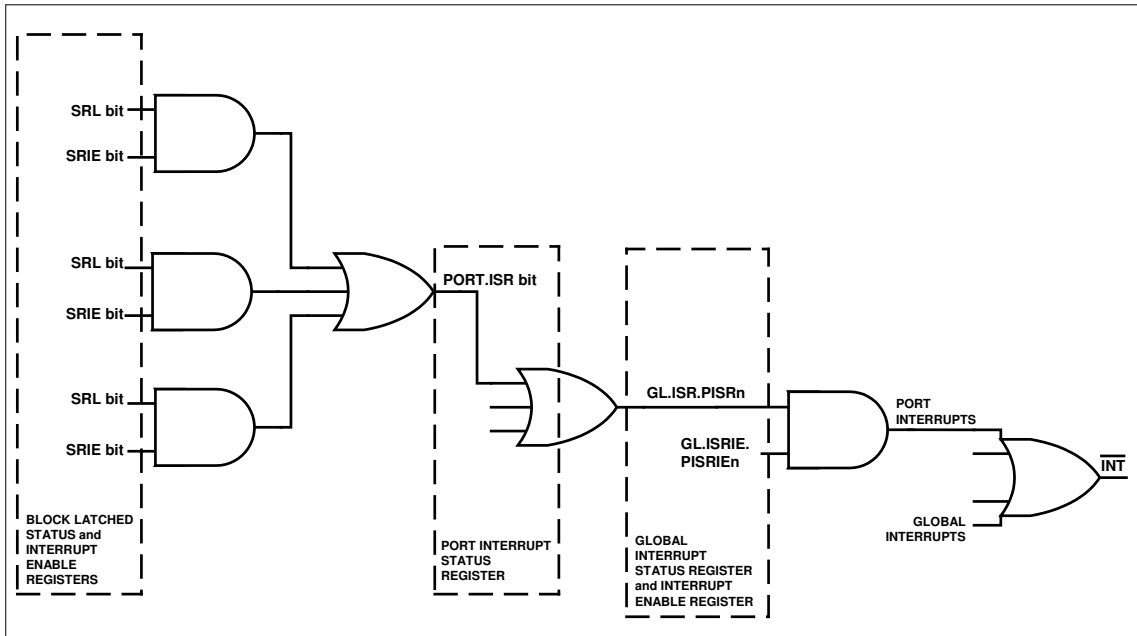 SRL bit
SRIE bit
SRL bit
SRIE bit
SRL bit
SRIE bit
BLOCK LATCHED
STATUS and
INTERRUPT
ENABLE
REGISTERS
PORT.ISR bit
PORT INTERRUPT
STATUS
REGISTER
GL.ISR.PISRn
GL.ISRIE.
PISRIEn
GLOBAL
INTERRUPT
STATUS REGISTER
and INTERRUPT
ENABLE REGISTER
PORT
INTERRUPTS
GLOBAL
INTERRUPTS
INT